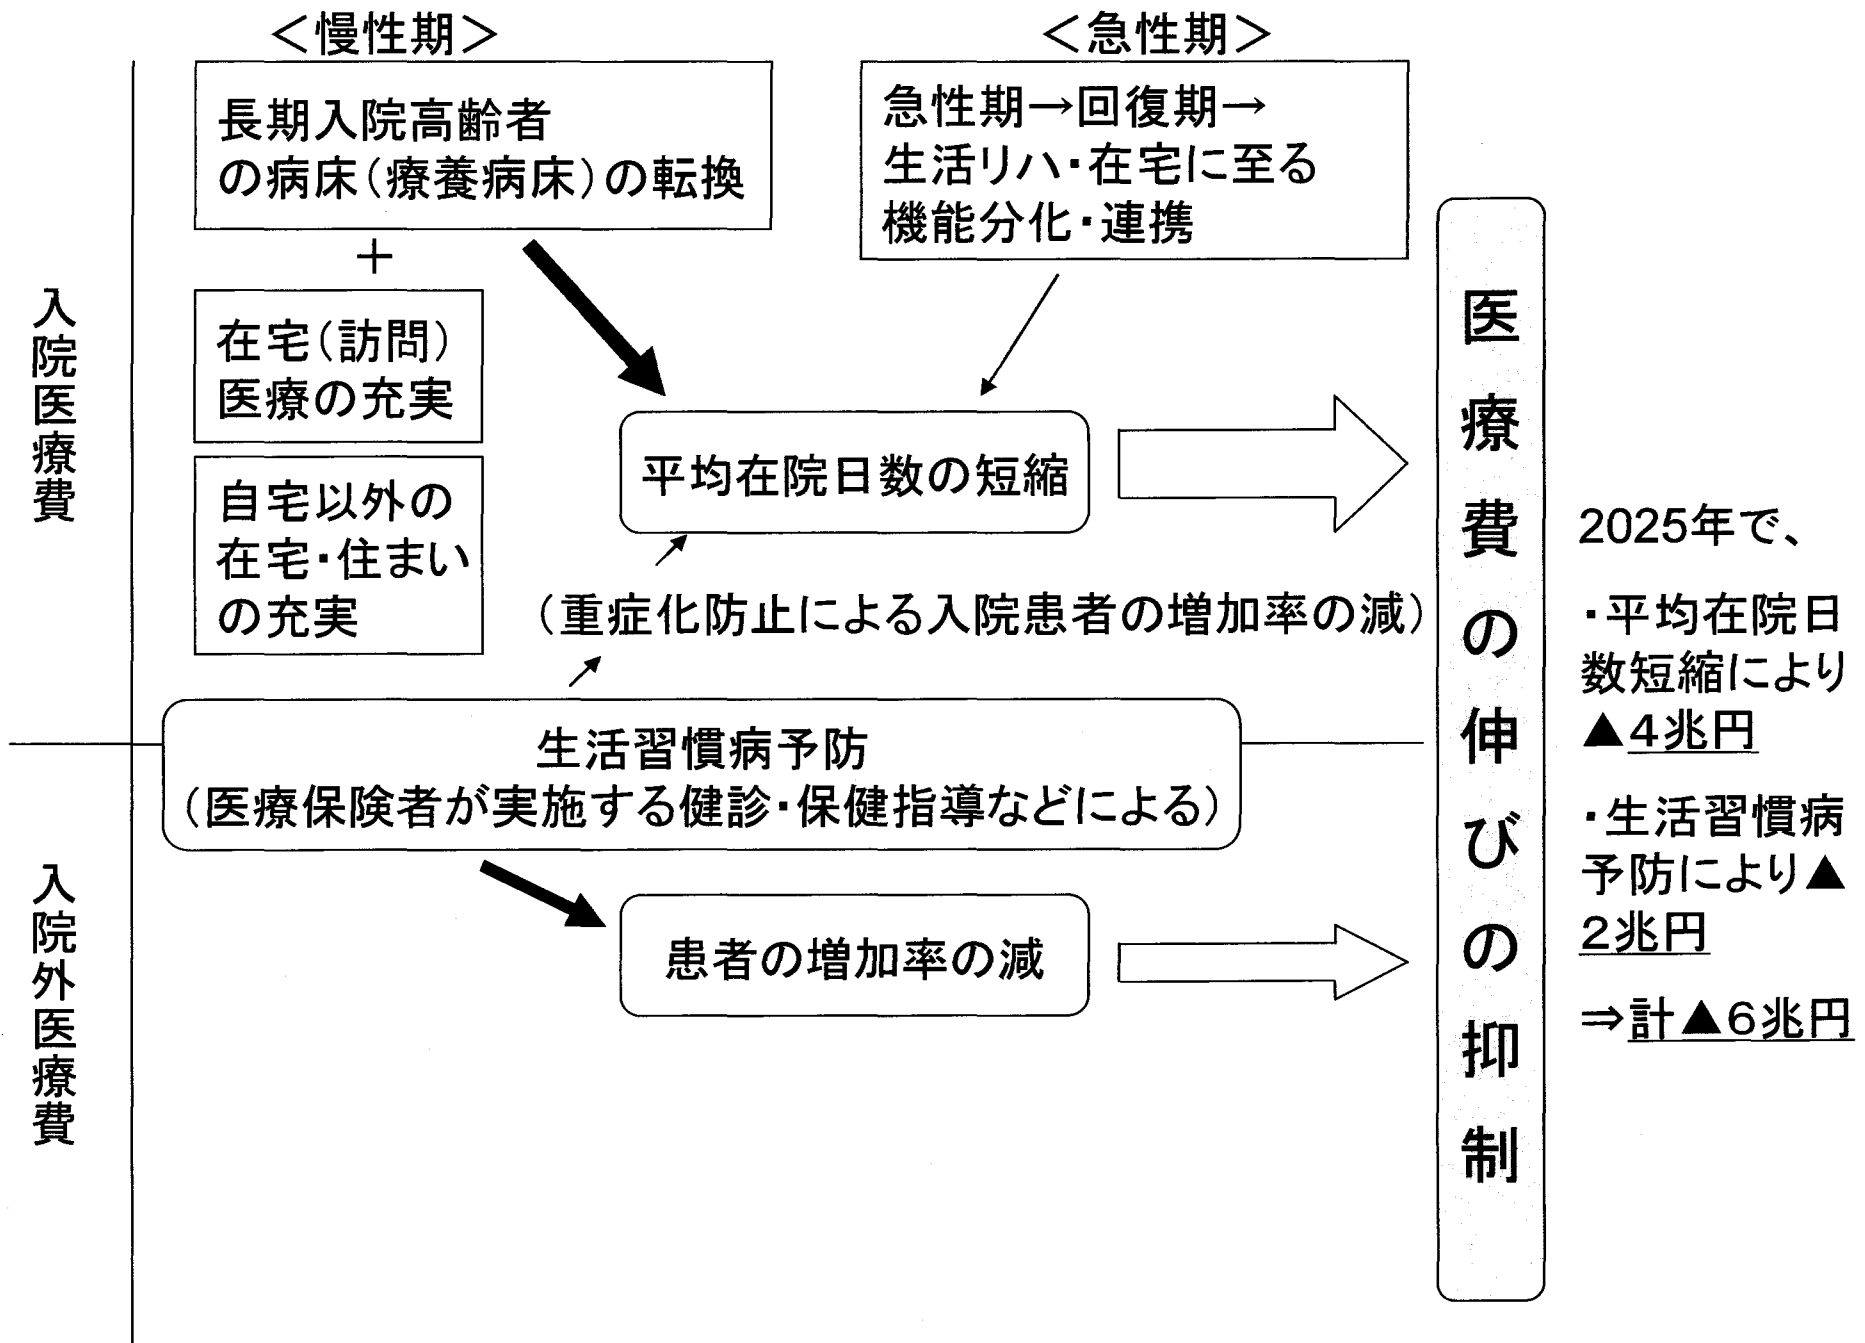 ＜慢性期＞
長期入院高齢者
の病床（療養病床）の転換
＋
在宅（訪問）
医療の充実
自宅以外の
在宅・住まい
の充実
＜急性期＞
急性期→回復期→
生活リハ・在宅に至る
機能分化・連携
入院医療費
平均在院日数の短縮
（重症化防止による入院患者の増加率の減）
生活習慣病予防
（医療保険者が実施する健診・保健指導などによる）
入院外医療費
患者の増加率の減
医療費の伸びの抑制
2025年で、
・平均在院日
数短縮により
▲４兆円
・生活習慣病
予防により▲
２兆円
⇒計▲６兆円